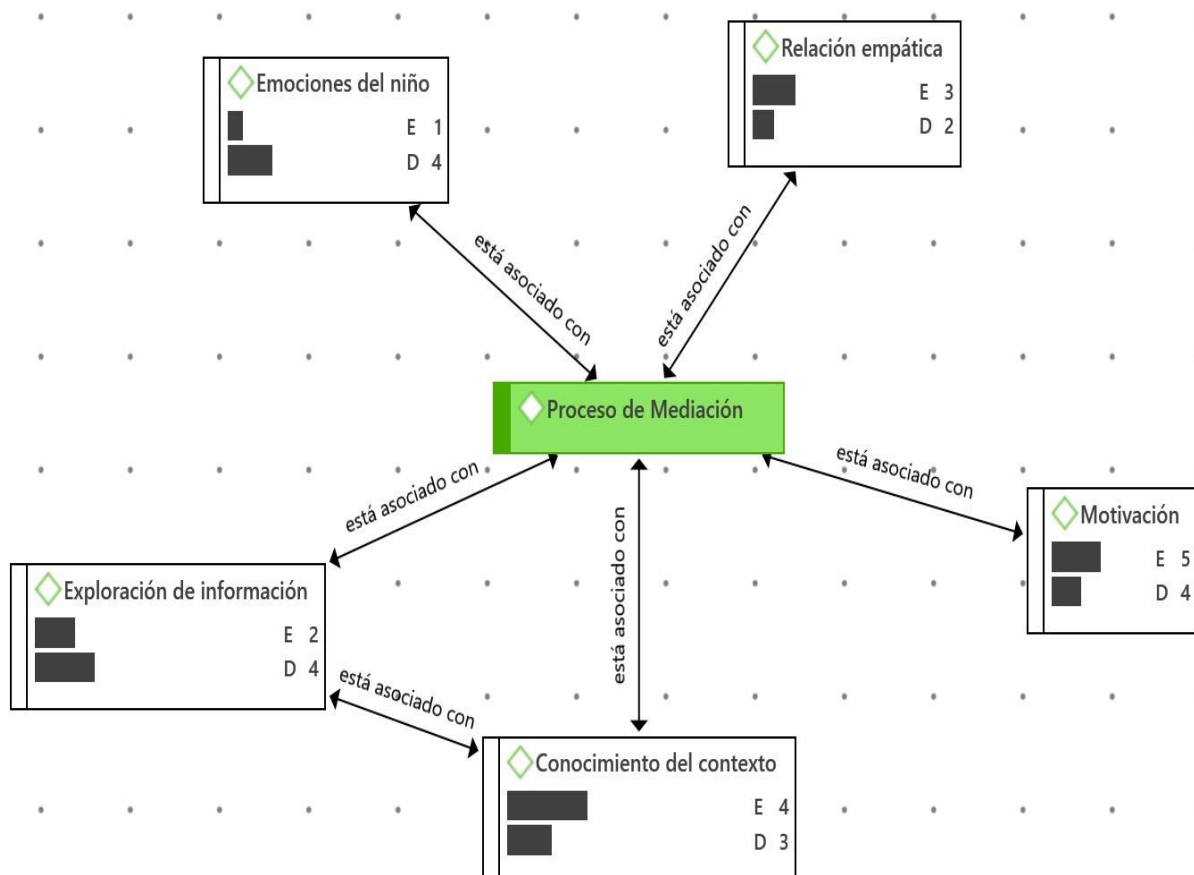 Emociones del niño
E 1
D 4
Relación empática
E 3
D 2
está asociado con
está asociado con
Proceso de Mediación
está asociado con
está asociado con
está asociado con
Motivación
E 5
D 4
Exploración de información
E 2
D 4
está asociado con
Conocimiento del contexto
E 4
D 3